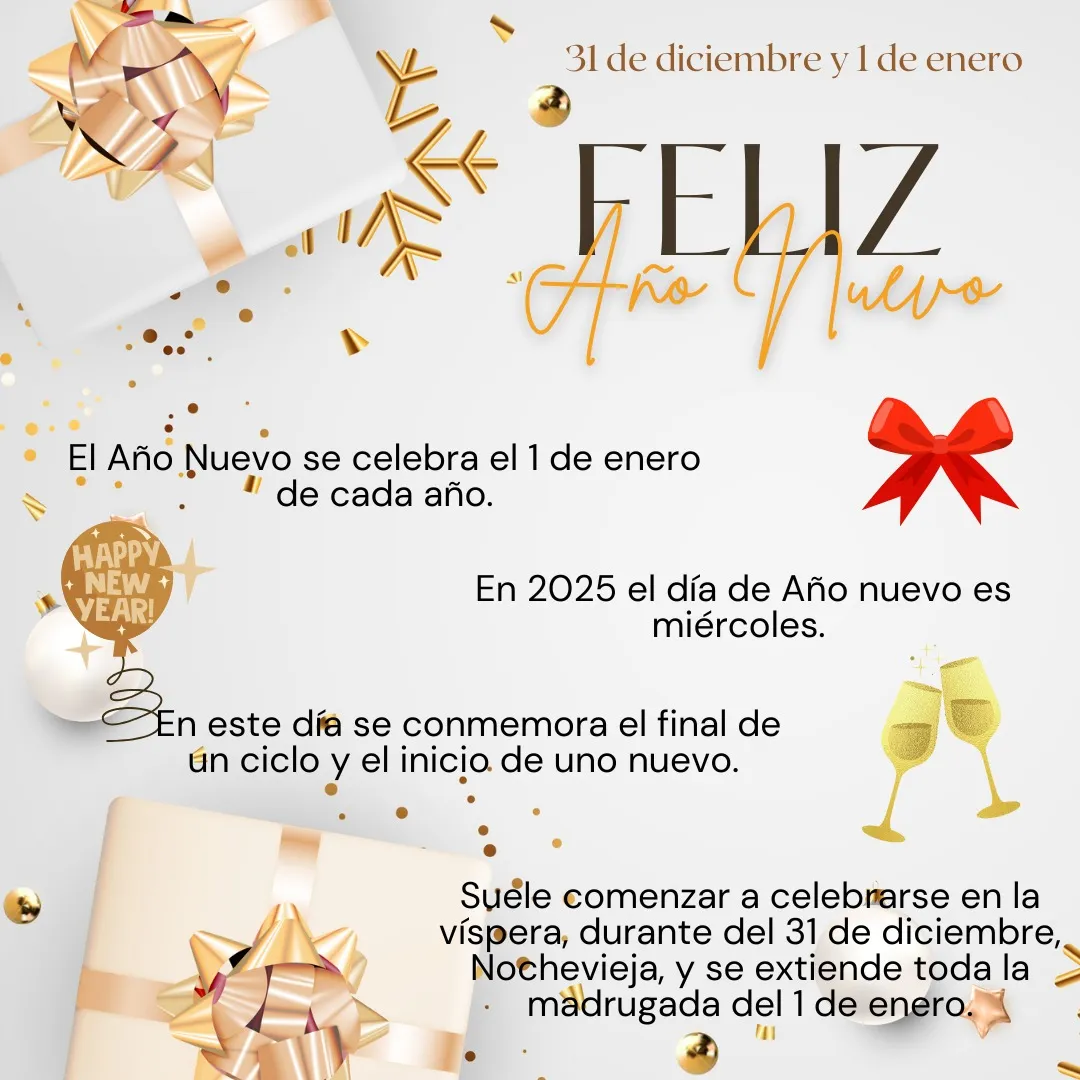 31 de diciembre y 1 de enero
FELIZ
Año Nuevo
El Año Nuevo se celebra el 1 de enero
de cada año.
HAPPY
NEW
YEAR!
En 2025 el día de Año nuevo es
miércoles.
En este día se conmemora el final de
un ciclo y el inicio de uno nuevo.
Suele comenzar a celebrarse en la
víspera, durante del 31 de diciembre,
Nochevieja, y se extiende toda la
madrugada del 1 de enero.